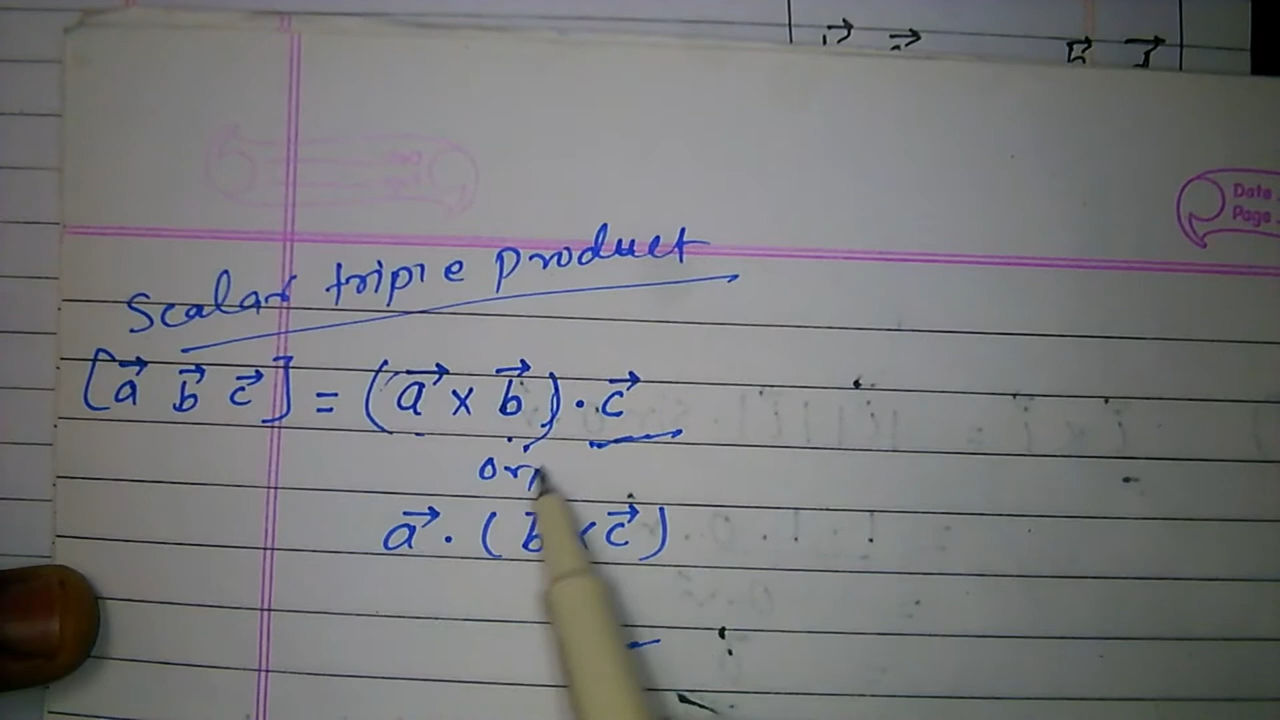 Date
Page
Scalar triple product
[a⃗ b⃗ c⃗] = (a⃗ × b⃗) · c⃗
or
a⃗ · (b⃗ × c⃗)